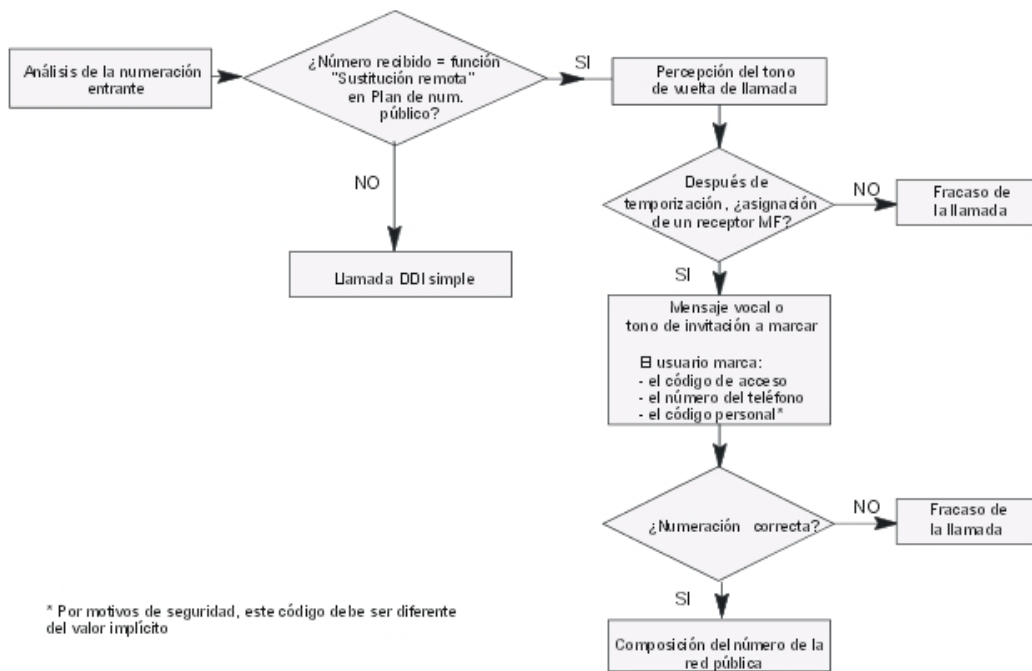 Análisis de la numeración
entrante
¿Número recibido = función
"Sustitución remota"
en Plan de num.
público?
SI
Percepción del tono
de vuelta de llamada
NO
Llamada DDI simple
Después de
temporización, ¿asignación
de un receptor MF?
NO
Fracaso de
la llamada
SI
Mensaje vocal o
tono de invitación a marcar
El usuario marca:
- el código de acceso
- el número del teléfono
- el código personal*
¿Numeración correcta?
NO
Fracaso de
la llamada
SI
Composición del número de la
red pública
* Por motivos de seguridad, este código debe ser diferente
del valor implícito